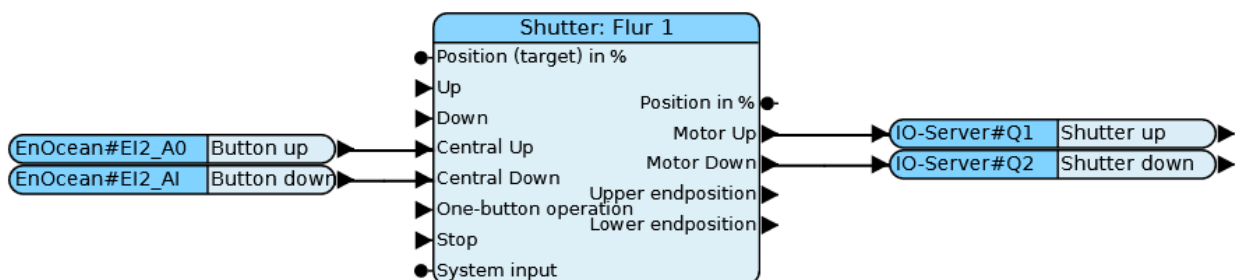 Shutter: Flur 1
Position (target) in %
Up
Down
Central Up
Central Down
One-button operation
Stop
System input
Position in %
Motor Up
Motor Down
Upper endposition
Lower endposition
EnOcean#EI2_A0 Button up
EnOcean#EI2_AI Button down
IO-Server#Q1 Shutter up
IO-Server#Q2 Shutter down